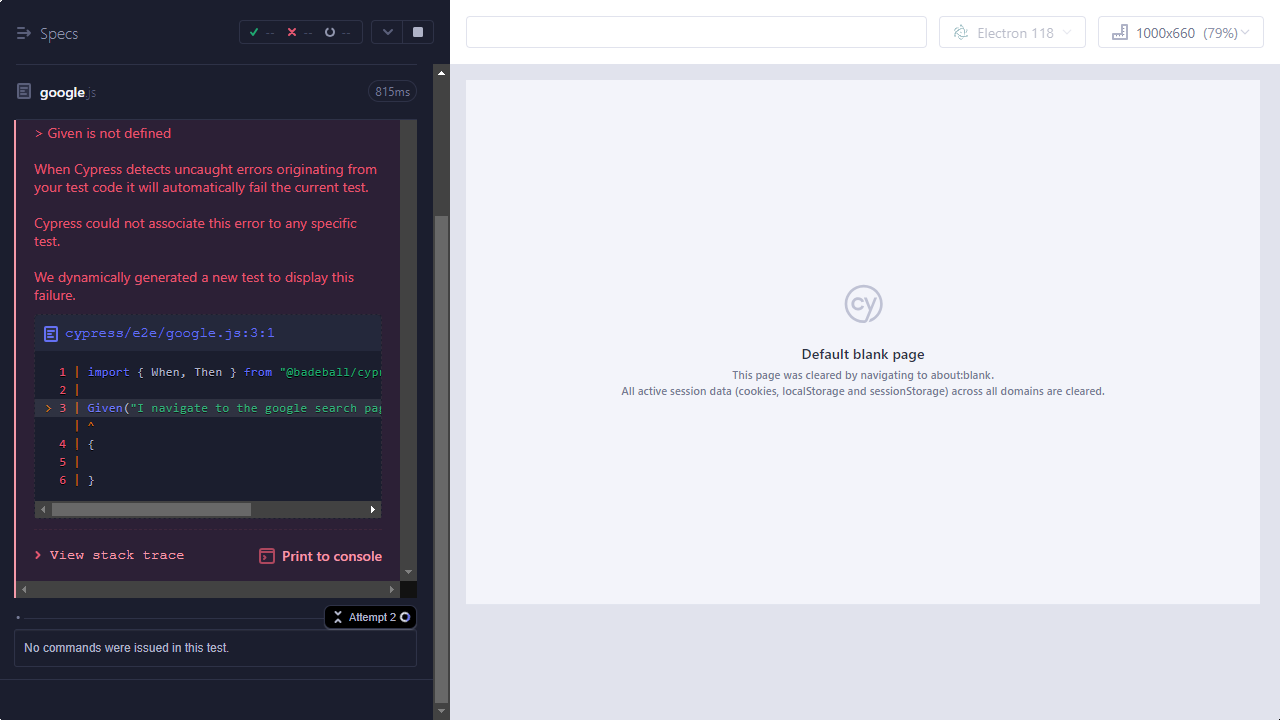 Specs
-- -- --
Electron 118
1000x660 (79%)
google.js
815ms
> Given is not defined
When Cypress detects uncaught errors originating from
your test code it will automatically fail the current test.
Cypress could not associate this error to any specific
test.
We dynamically generated a new test to display this
failure.
cypress/e2e/google.js:3:1
1 | import { When, Then } from "@badeball/cypr
2 |
> 3 | Given("I navigate to the google search pag
| ^
4 | {
5 |
6 | }
View stack trace
Print to console
Attempt 2
No commands were issued in this test.
cy
Default blank page
This page was cleared by navigating to about:blank.
All active session data (cookies, localStorage and sessionStorage) across all domains are cleared.